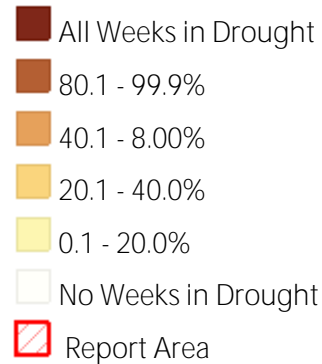 All Weeks in Drought
80.1 - 99.9%
40.1 - 8.00%
20.1 - 40.0%
0.1 - 20.0%
No Weeks in Drought
Report Area